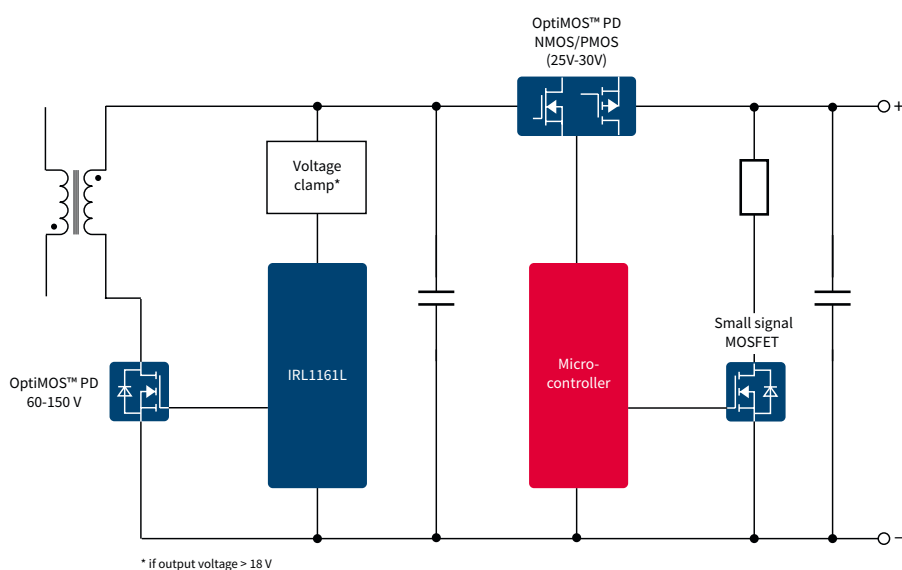 OptiMOS™ PD
NMOS/PMOS
(25V-30V)
+
Voltage
clamp*
Small signal
MOSFET
IRL1161L
Micro-
controller
OptiMOS™ PD
60-150 V
–
* if output voltage > 18 V